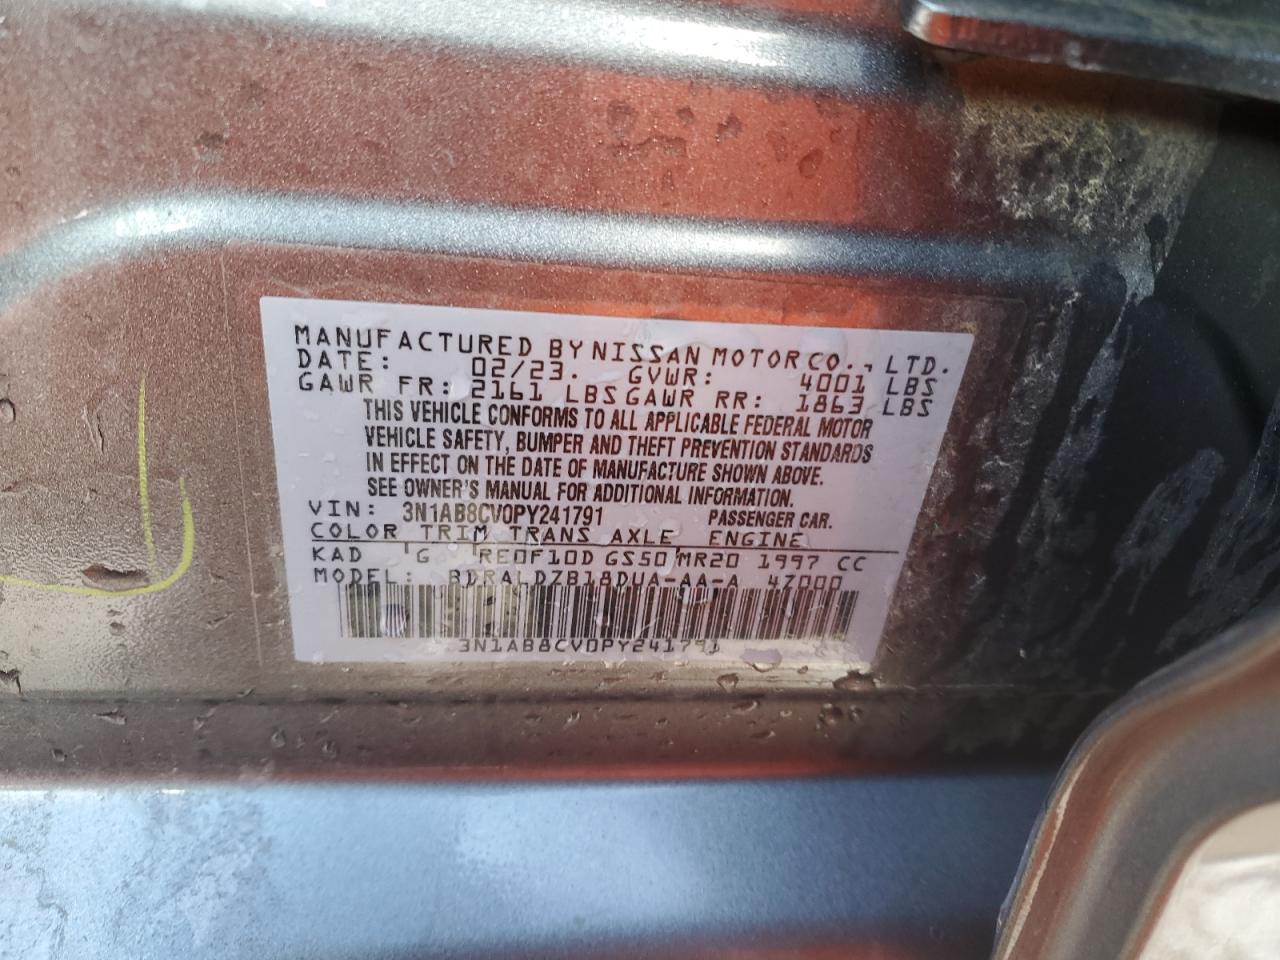 MANUFACTURED BY NISSAN MOTOR CO., LTD.
DATE: 02/23. GVWR: 4001 LBS
GAWR FR: 2161 LBS GAWR RR: 1863 LBS
THIS VEHICLE CONFORMS TO ALL APPLICABLE FEDERAL MOTOR
VEHICLE SAFETY, BUMPER AND THEFT PREVENTION STANDARDS
IN EFFECT ON THE DATE OF MANUFACTURE SHOWN ABOVE.
SEE OWNER'S MANUAL FOR ADDITIONAL INFORMATION.
VIN: 3N1AB8CV0PY241791 PASSENGER CAR.
COLOR TRIM TRANS AXLE ENGINE
KAD G RE0F10D GS50 MR20 1997 CC
MODEL: BDRALDZB18DUA-AA-A 4Z000
3N1AB8CV0PY241791